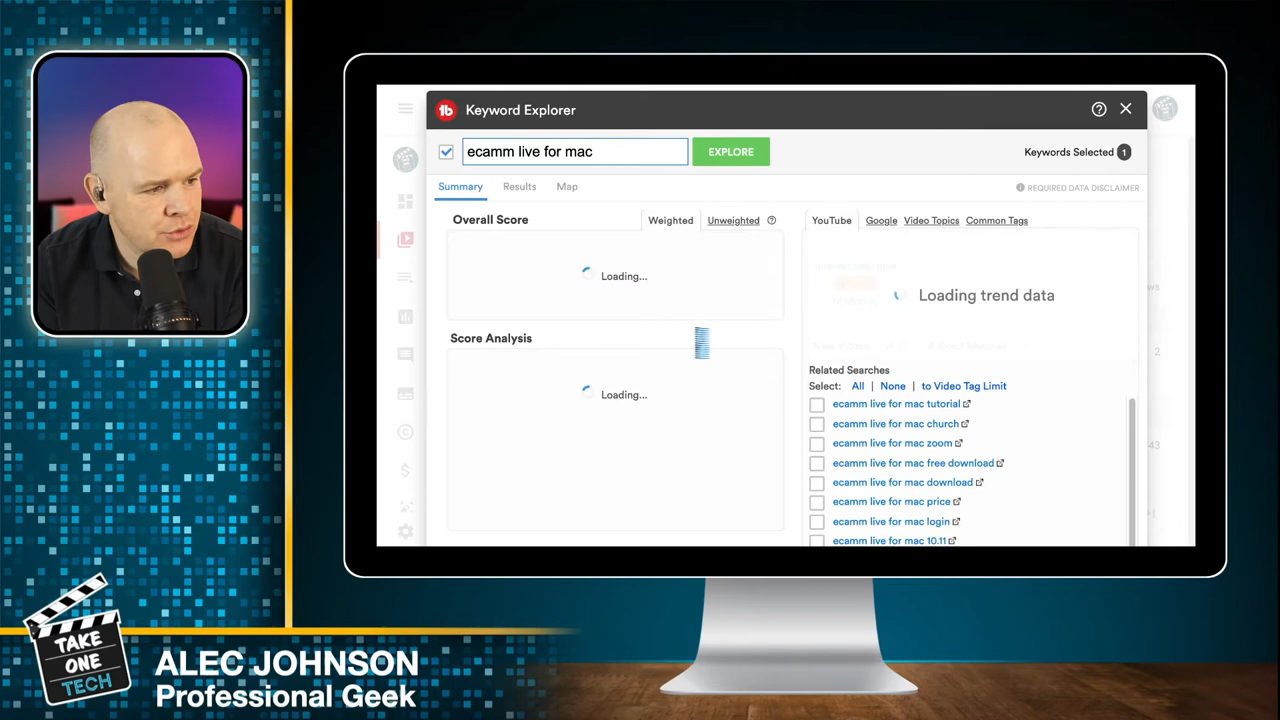 Keyword Explorer
ecamm live for mac
EXPLORE
Keywords Selected 1
Summary
Results
Map
REQUIRED DATA DISCLAIMER
Overall Score
Weighted
Unweighted
Loading...
Score Analysis
Loading...
YouTube
Google
Video Topics
Common Tags
Loading trend data
Related Searches
Select: All | None | to Video Tag Limit
ecamm live for mac tutorial
ecamm live for mac church
ecamm live for mac zoom
ecamm live for mac free download
ecamm live for mac download
ecamm live for mac price
ecamm live for mac login
ecamm live for mac 10.11
TAKE
ONE
TECH
ALEC JOHNSON
Professional Geek